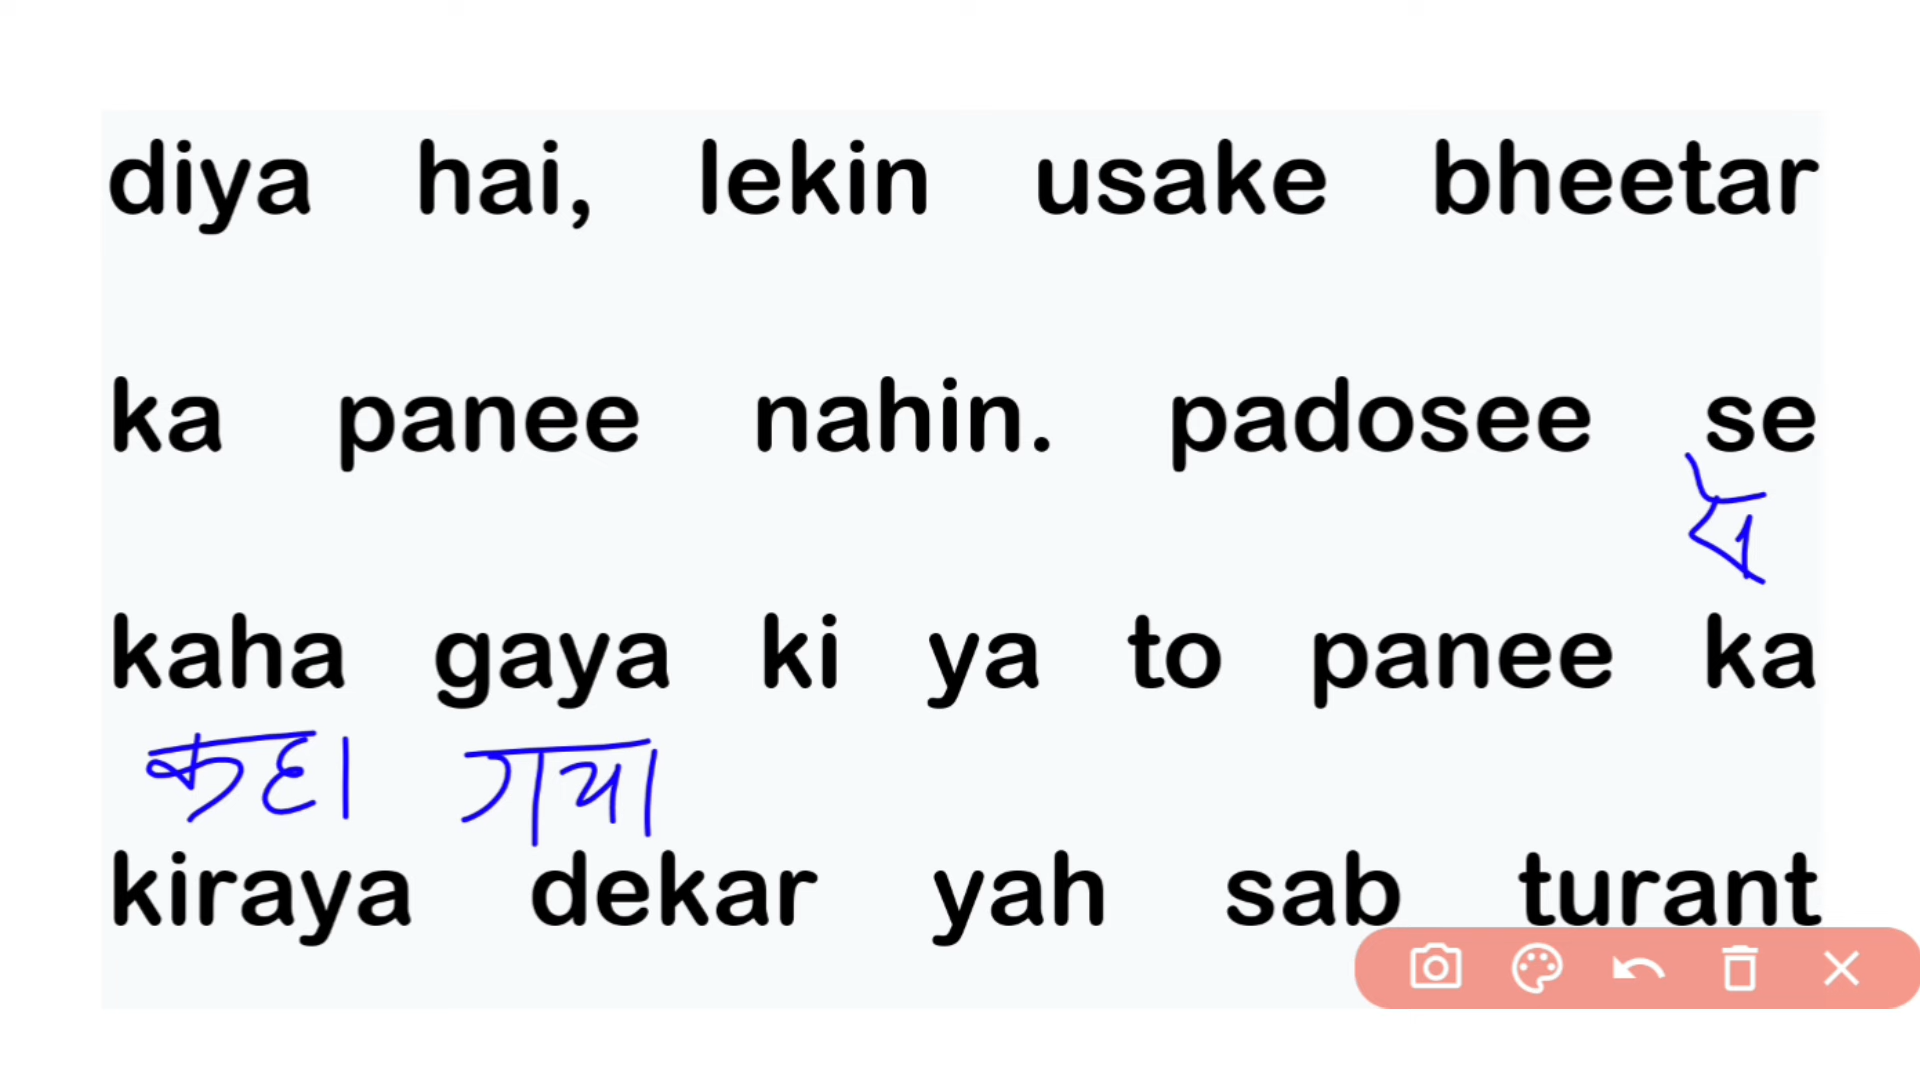 diya hai, lekin usake bheetar
ka panee nahin. padosee se
kaha gaya ki ya to panee ka
कहा गया
kiraya dekar yah sab turant